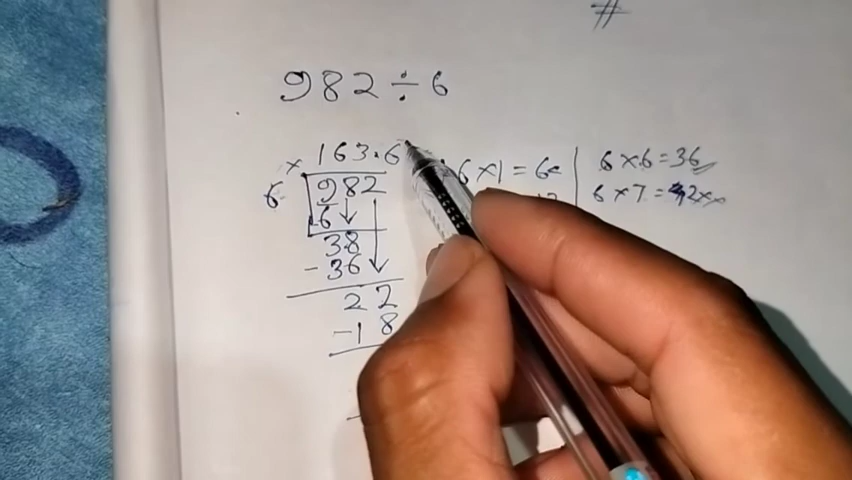 #
982 ÷ 6
163.6
×
6 982
-6
38
-36
22
-18
6 × 1 = 6
6 × 6 = 36
6 × 7 = 42 ××